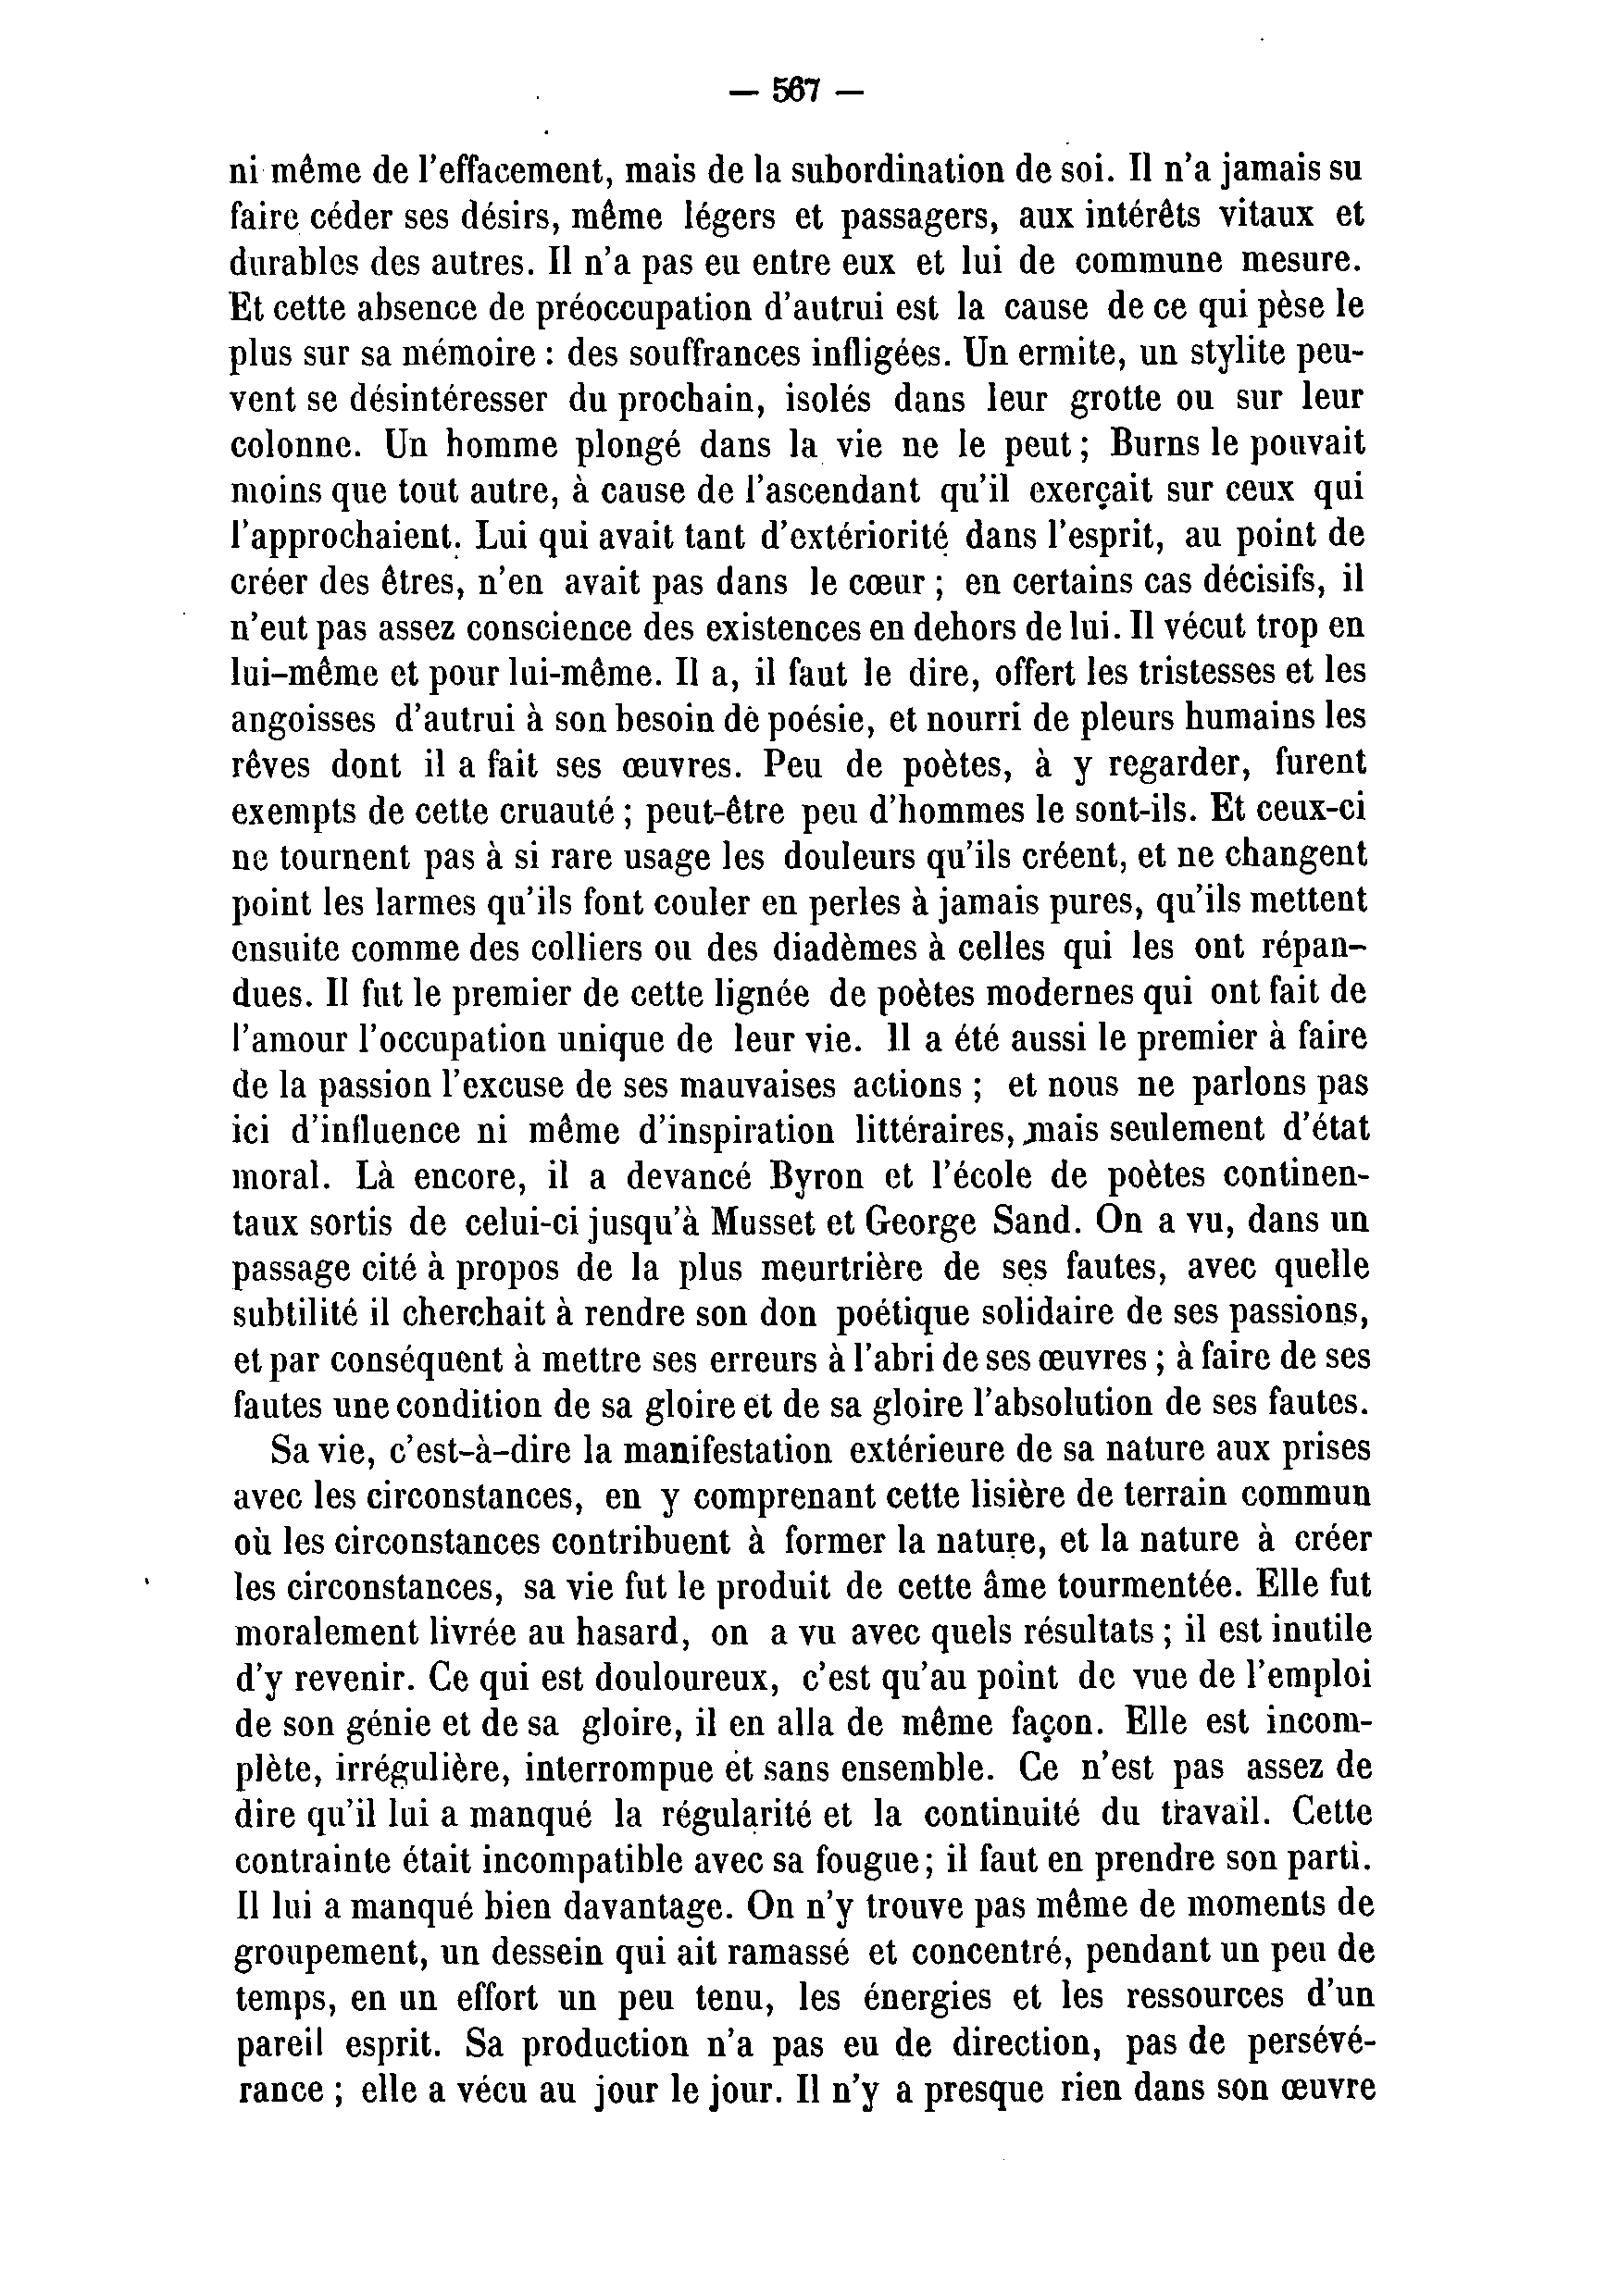 — 567 —
ni même de l'effacement, mais de la subordination de soi. Il n'a jamais su
faire céder ses désirs, même légers et passagers, aux intérêts vitaux et
durables des autres. Il n'a pas eu entre eux et lui de commune mesure.
Et cette absence de préoccupation d'autrui est la cause de ce qui pèse le
plus sur sa mémoire : des souffrances infligées. Un ermite, un stylite peu-
vent se désintéresser du prochain, isolés dans leur grotte ou sur leur
colonne. Un homme plongé dans la vie ne le peut ; Burns le pouvait
moins que tout autre, à cause de l'ascendant qu'il exerçait sur ceux qui
l'approchaient. Lui qui avait tant d'extériorité dans l'esprit, au point de
créer des êtres, n'en avait pas dans le cœur ; en certains cas décisifs, il
n'eut pas assez conscience des existences en dehors de lui. Il vécut trop en
lui-même et pour lui-même. Il a, il faut le dire, offert les tristesses et les
angoisses d'autrui à son besoin dè poésie, et nourri de pleurs humains les
rêves dont il a fait ses œuvres. Peu de poètes, à y regarder, furent
exempts de cette cruauté ; peut-être peu d'hommes le sont-ils. Et ceux-ci
ne tournent pas à si rare usage les douleurs qu'ils créent, et ne changent
point les larmes qu'ils font couler en perles à jamais pures, qu'ils mettent
ensuite comme des colliers ou des diadèmes à celles qui les ont répan-
dues. Il fut le premier de cette lignée de poètes modernes qui ont fait de
l'amour l'occupation unique de leur vie. Il a été aussi le premier à faire
de la passion l'excuse de ses mauvaises actions ; et nous ne parlons pas
ici d'influence ni même d'inspiration littéraires, mais seulement d'état
moral. Là encore, il a devancé Byron et l'école de poètes continen-
taux sortis de celui-ci jusqu'à Musset et George Sand. On a vu, dans un
passage cité à propos de la plus meurtrière de ses fautes, avec quelle
subtilité il cherchait à rendre son don poétique solidaire de ses passions,
et par conséquent à mettre ses erreurs à l'abri de ses œuvres ; à faire de ses
fautes une condition de sa gloire et de sa gloire l'absolution de ses fautes.
Sa vie, c'est-à-dire la manifestation extérieure de sa nature aux prises
avec les circonstances, en y comprenant cette lisière de terrain commun
où les circonstances contribuent à former la nature, et la nature à créer
les circonstances, sa vie fut le produit de cette âme tourmentée. Elle fut
moralement livrée au hasard, on a vu avec quels résultats ; il est inutile
d'y revenir. Ce qui est douloureux, c'est qu'au point de vue de l'emploi
de son génie et de sa gloire, il en alla de même façon. Elle est incom-
plète, irrégulière, interrompue et sans ensemble. Ce n'est pas assez de
dire qu'il lui a manqué la régularité et la continuité du travail. Cette
contrainte était incompatible avec sa fougue ; il faut en prendre son parti.
Il lui a manqué bien davantage. On n'y trouve pas même de moments de
groupement, un dessein qui ait ramassé et concentré, pendant un peu de
temps, en un effort un peu tenu, les énergies et les ressources d'un
pareil esprit. Sa production n'a pas eu de direction, pas de persévé-
rance ; elle a vécu au jour le jour. Il n'y a presque rien dans son œuvre